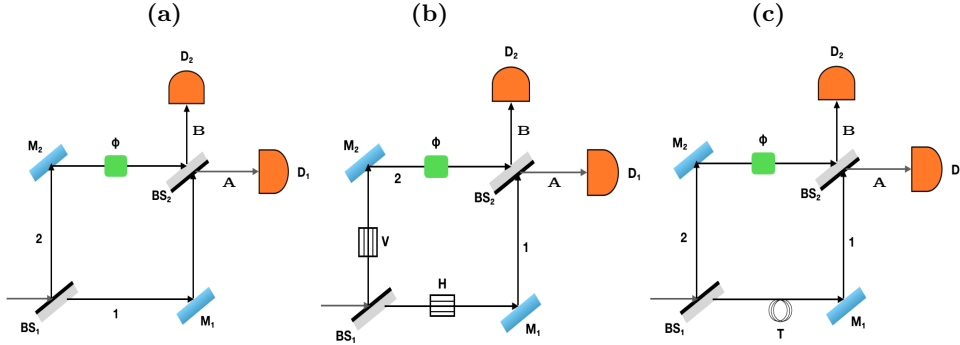 (a)
D₂
M₂
ϕ
B
A
D₁
BS₂
2
BS₁
1
M₁
(b)
D₂
M₂
ϕ
B
2
A
D₁
BS₂
V
1
H
BS₁
M₁
(c)
D₂
M₂
ϕ
B
A
D
BS₂
2
1
BS₁
T
M₁